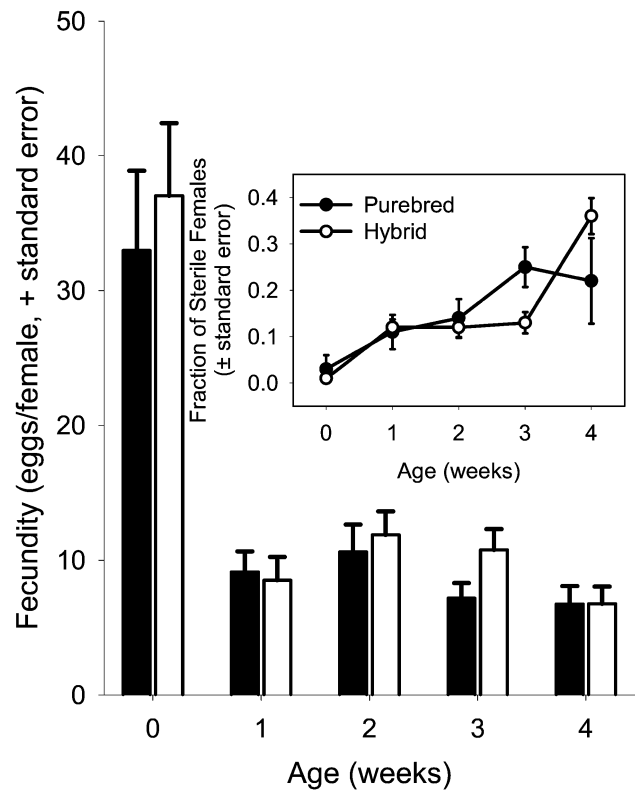 50
40
30
20
10
0
Fecundity (eggs/female, + standard error)
0 1 2 3 4
Age (weeks)
Fraction of Sterile Females
(± standard error)
0.4
0.3
0.2
0.1
0.0
Purebred
Hybrid
0 1 2 3 4
Age (weeks)